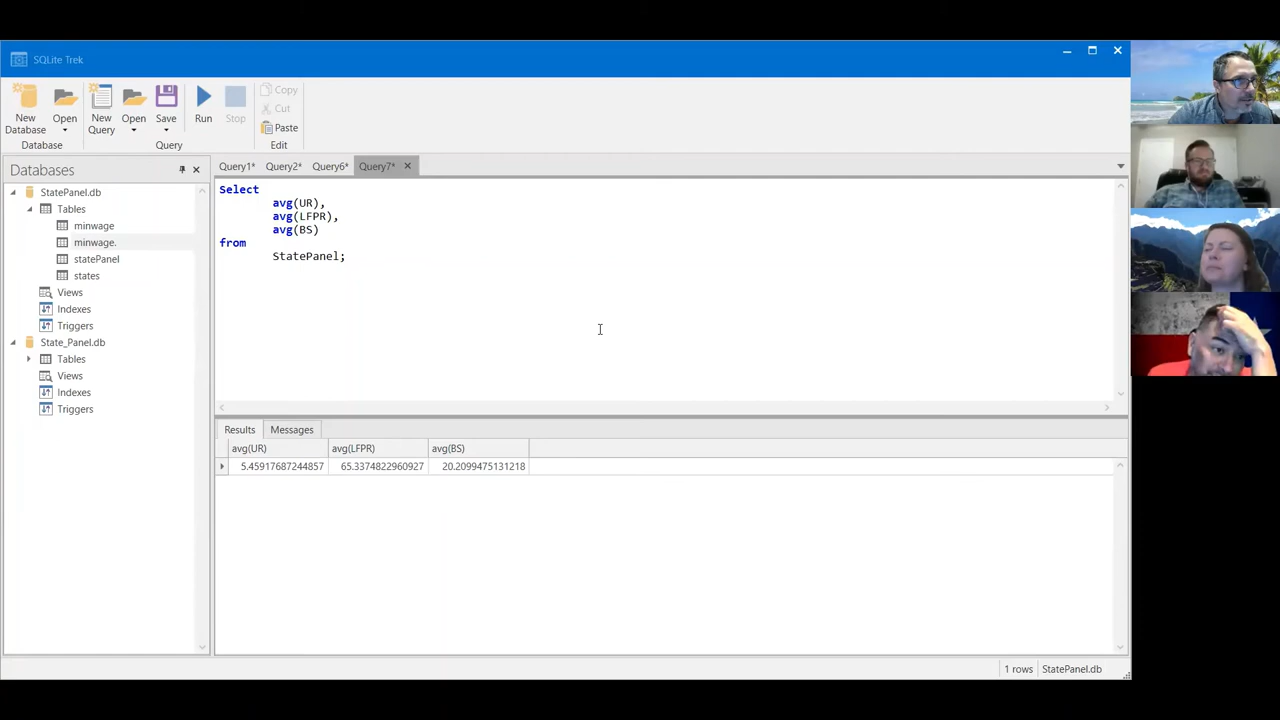 SQLite Trek
New Database
Open
New Query
Open
Save
Run
Stop
Copy
Cut
Paste
Database
Query
Edit
Databases
Query1*
Query2*
Query6*
Query7*
StatePanel.db
Tables
minwage
minwage.
statePanel
states
Views
Indexes
Triggers
State_Panel.db
Tables
Views
Indexes
Triggers
Select
avg(UR),
avg(LFPR),
avg(BS)
from
StatePanel;
Results Messages
avg(UR) avg(LFPR) avg(BS)
5.45917687244857 65.3374822960927 20.2099475131218
1 rows StatePanel.db